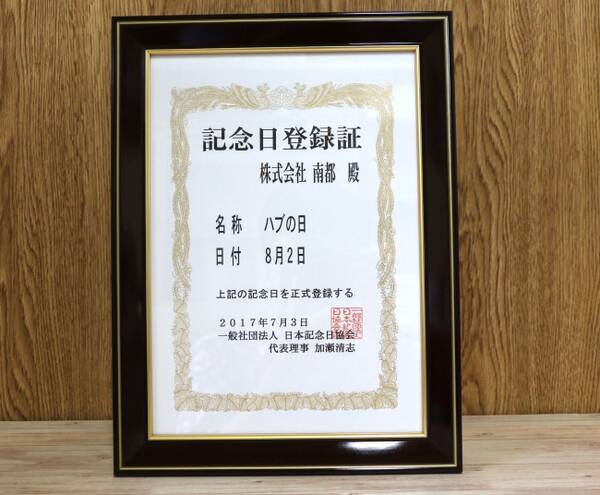 記念日登録証
株式会社 南都 殿
名称 ハブの日
日付 8月2日
上記の記念日を正式登録する
2017年7月3日
一般社団法人 日本記念日協会
代表理事 加瀬清志